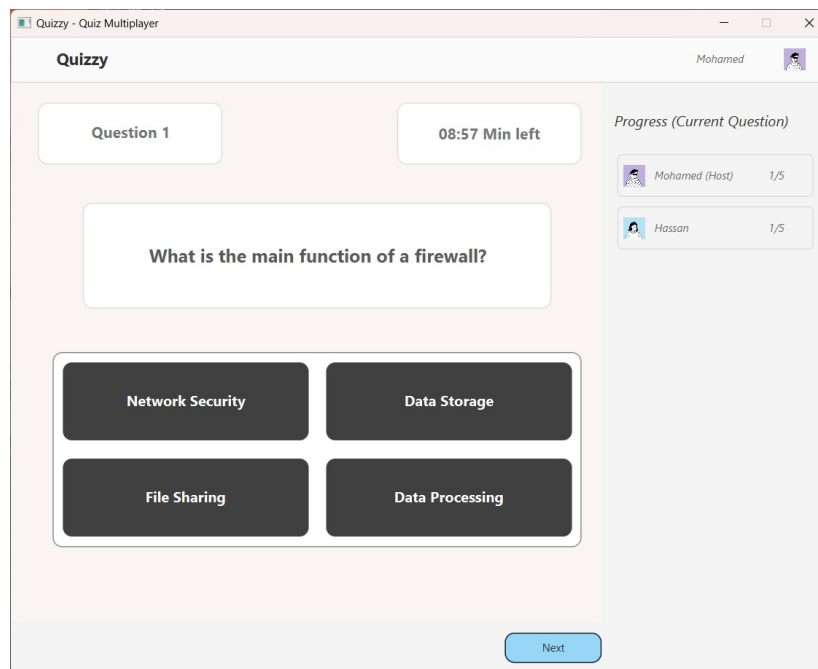 Quizzy - Quiz Multiplayer
Quizzy
Mohamed
Question 1
08:57 Min left
What is the main function of a firewall?
Network Security
Data Storage
File Sharing
Data Processing
Next
Progress (Current Question)
Mohamed (Host) 1/5
Hassan 1/5